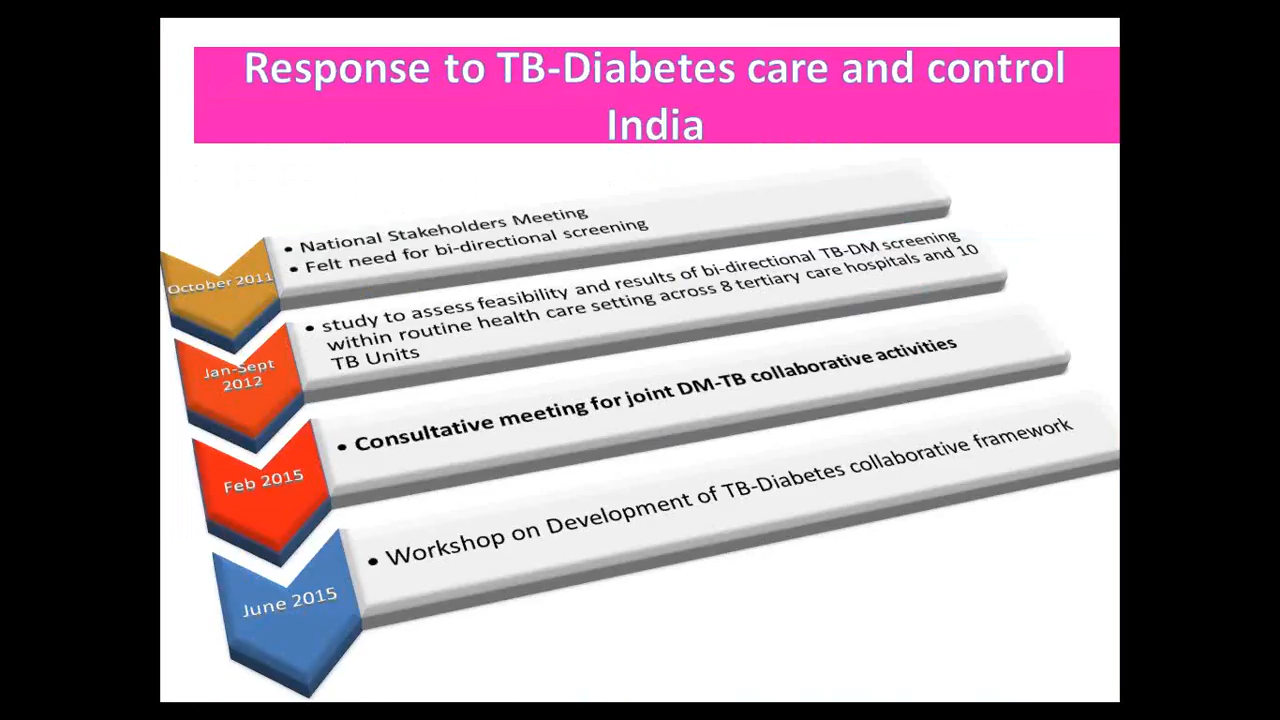 Response to TB-Diabetes care and control
India
October 2011
• National Stakeholders Meeting
• Felt need for bi-directional screening
Jan-Sept
2012
• study to assess feasibility and results of bi-directional TB-DM screening
within routine health care setting across 8 tertiary care hospitals and 10
TB Units
Feb 2015
• Consultative meeting for joint DM-TB collaborative activities
June 2015
• Workshop on Development of TB-Diabetes collaborative framework